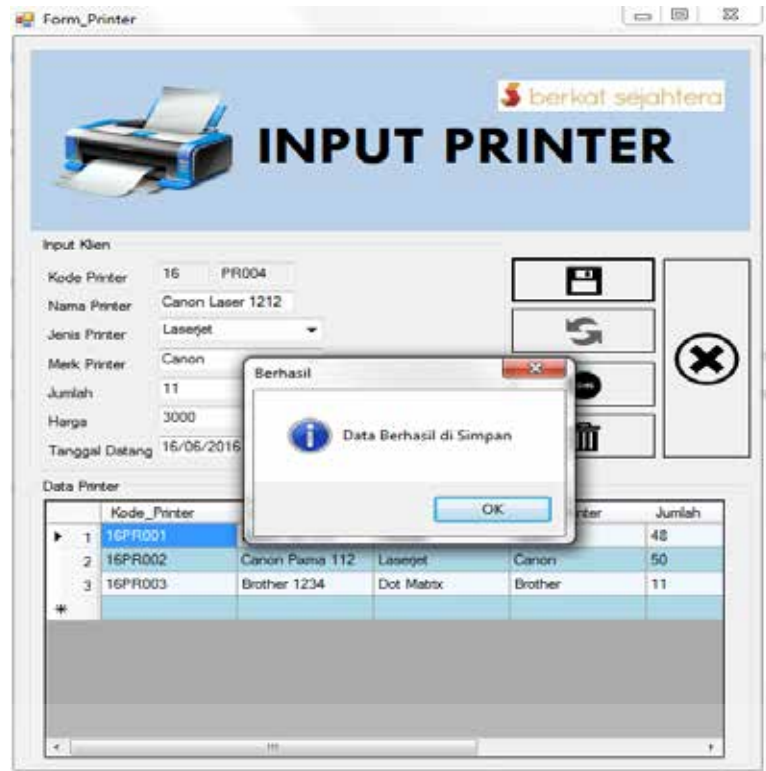 Form_Printer
berkat sejahtera
INPUT PRINTER
Input Klien
Kode Printer 16 PR004
Nama Printer Canon Laser 1212
Jenis Printer Laserjet
Merk Printer Canon
Jumlah 11
Harga 3000
Tanggal Datang 16/06/2016
Berhasil
Data Berhasil di Simpan
OK
Data Printer
Kode_Printer Jumlah
1 16PR001 48
2 16PR002 Canon Pixma 112 Laserjet Canon 50
3 16PR003 Brother 1234 Dot Matrix Brother 11